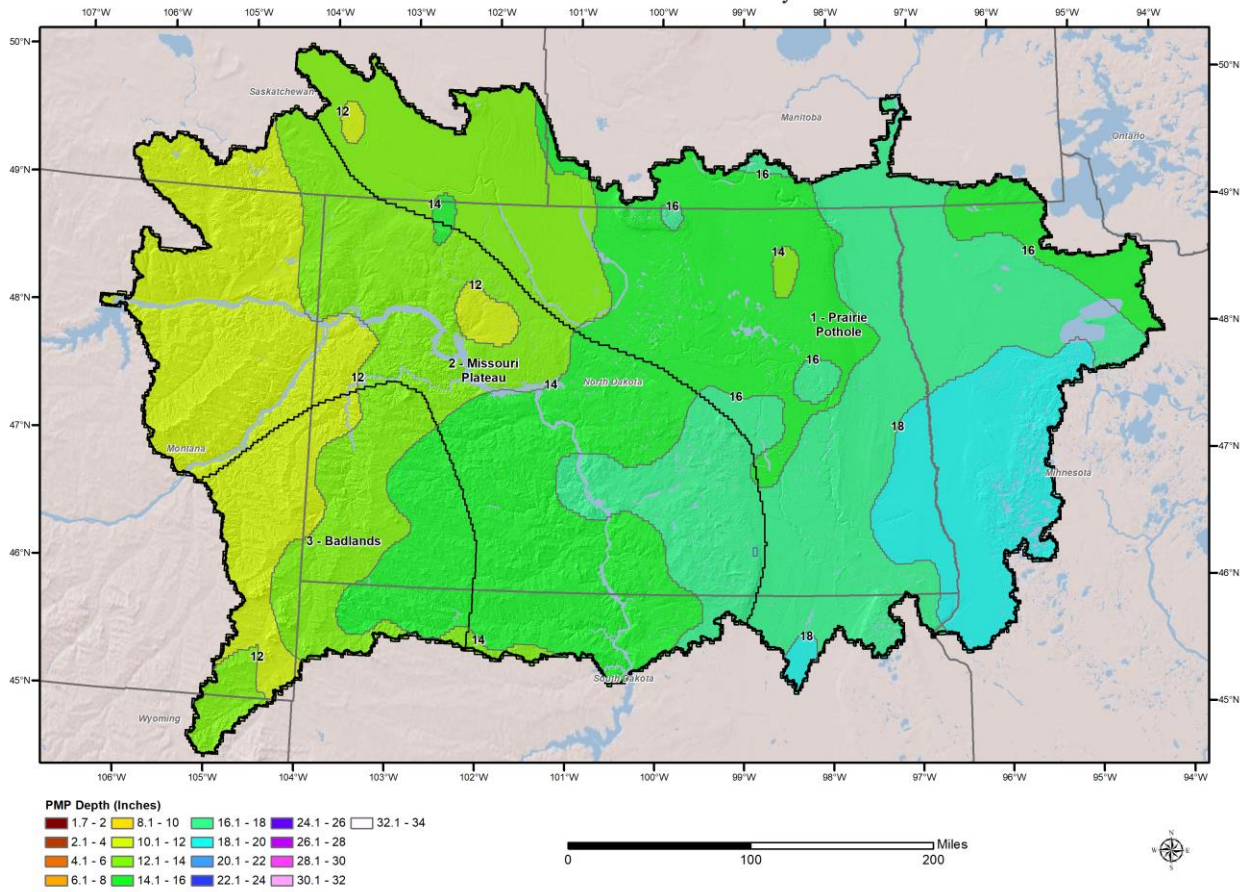 107°W 106°W 105°W 104°W 103°W 102°W 101°W 100°W 99°W 98°W 97°W 96°W 95°W 94°W
50°N 50°N
Saskatchewan
12
Manitoba
Ontario
49°N 49°N
16
14
16
16
14
48°N 48°N
12
1 - Prairie
Pothole
2 - Missouri
Plateau
12
14
North Dakota
16
16
18
47°N 47°N
Montana
Minnesota
3 - Badlands
46°N 46°N
12
14
18
45°N 45°N
South Dakota
Wyoming
106°W 105°W 104°W 103°W 102°W 101°W 100°W 99°W 98°W 97°W 96°W 95°W 94°W
PMP Depth (Inches)
1.7 - 2 8.1 - 10 16.1 - 18 24.1 - 26 32.1 - 34
2.1 - 4 10.1 - 12 18.1 - 20 26.1 - 28
4.1 - 6 12.1 - 14 20.1 - 22 28.1 - 30
6.1 - 8 14.1 - 16 22.1 - 24 30.1 - 32
0 100 200 Miles
N
W E
S